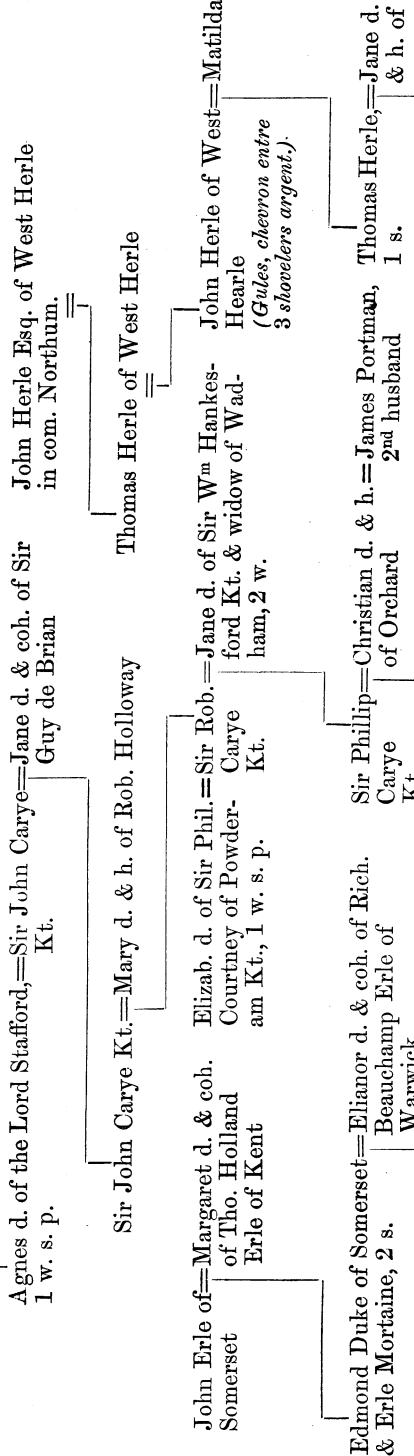 Agnes d. of the Lord Stafford,=Sir John Carye=Jane d. & coh. of Sir
1 w. s. p.
Kt.
Guy de Brian
John Herle Esq. of West Herle
in com. Northum.
=
Sir John Carye Kt.=Mary d. & h. of Rob. Holloway
Thomas Herle of West Herle
=
John Erle of=Margaret d. & coh.
Somerset
of Tho. Holland
Erle of Kent
Elizab. d. of Sir Phil.=Sir Rob.=Jane d. of Sir Wm Hankes-
Courtney of Powder-
am Kt., 1 w. s. p.
Carye
Kt.
ford Kt. & widow of Wad-
ham, 2 w.
John Herle of West=Matilda
Hearle
(Gules, chevron entre
3 shovelers argent.).
Edmond Duke of Somerset=Elianor d. & coh. of Rich.
& Erle Mortaine, 2 s.
Beauchamp Erle of
Warwick
Sir Phillip=Christian d. & h.=James Portman,
Carye
Kt.
of Orchard
2nd husband
Thomas Herle,=Jane d.
1 s.
& h. of